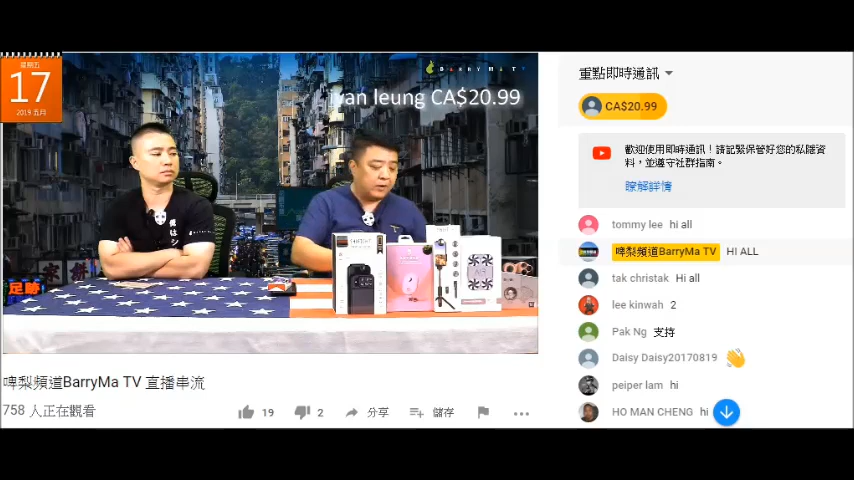 星期五
17
2019 五月
BARRYMATV
ivan leung CA$20.99
足勝
AIR
啤梨頻道BarryMa TV 直播串流
758 人正在觀看
19
2
分享
儲存
重點即時通訊
CA$20.99
歡迎使用即時通訊！請記緊保管好您的私隱資
料，並遵守社群指南。
瞭解詳情
tommy lee hi all
啤梨頻道BarryMa TV HI ALL
tak christak Hi all
lee kinwah 2
Pak Ng 支持
Daisy Daisy20170819 👋
peiper lam hi
HO MAN CHENG hi